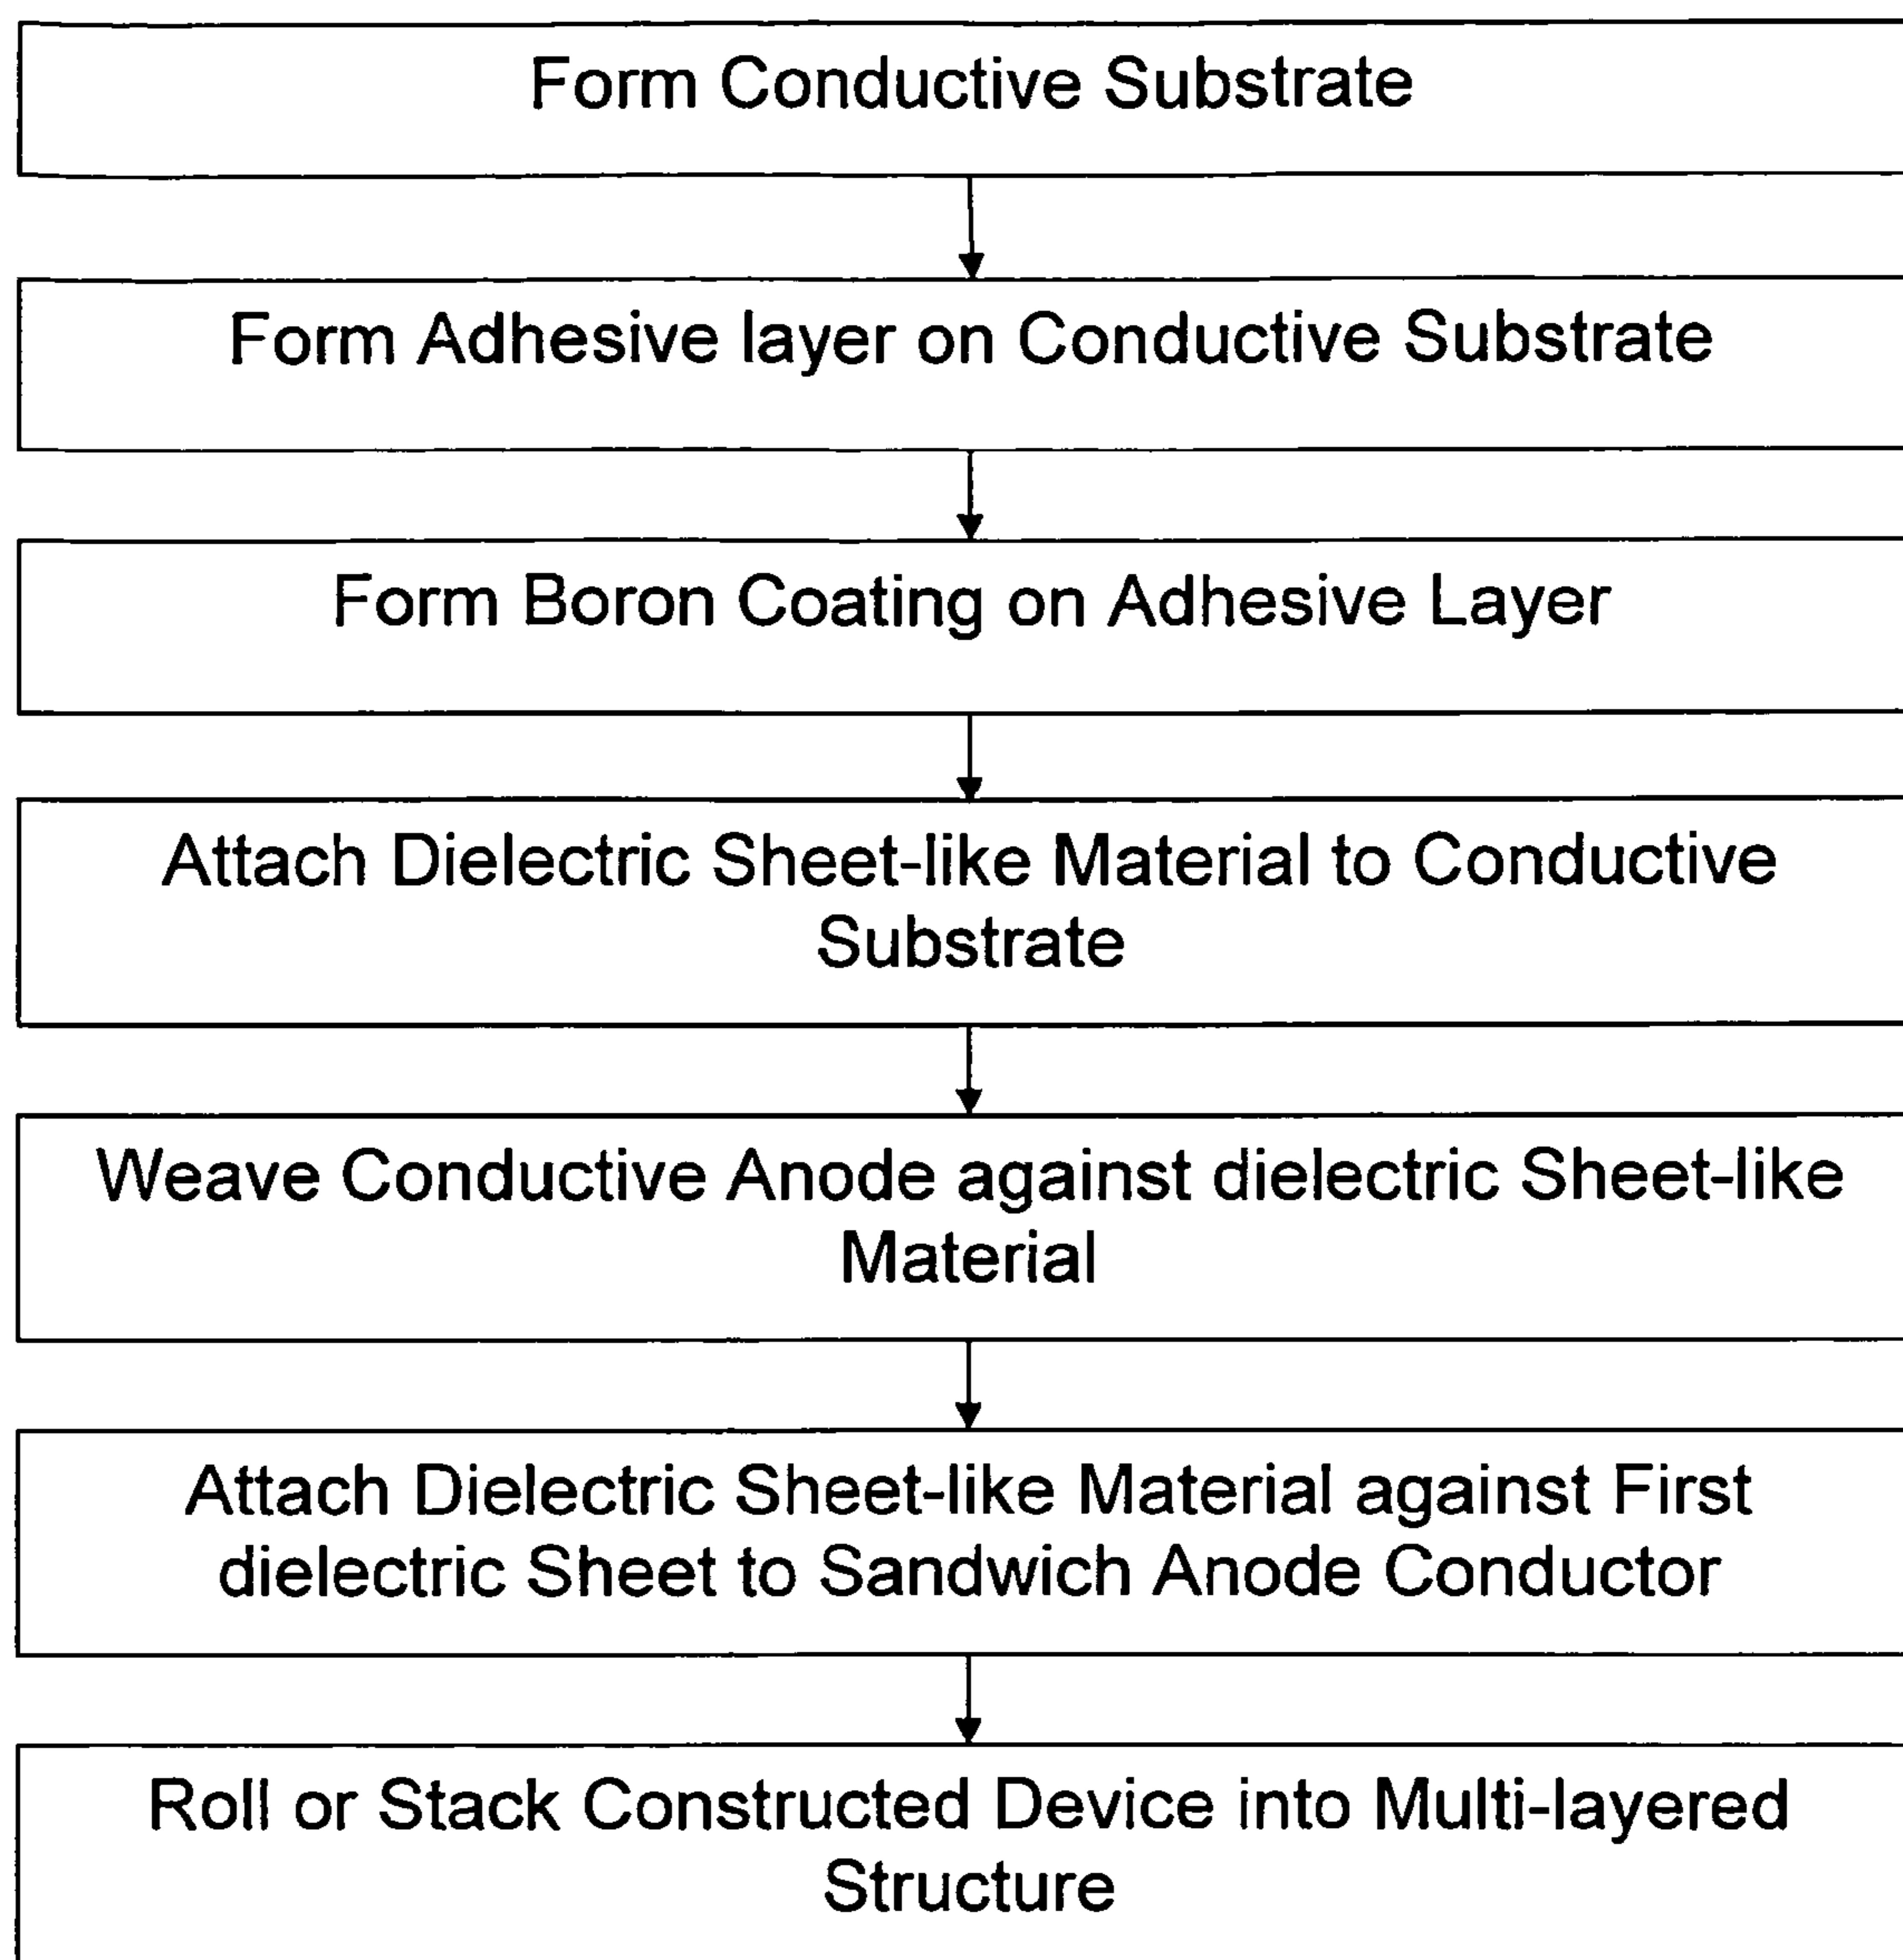 Form Conductive Substrate
Form Adhesive layer on Conductive Substrate
Form Boron Coating on Adhesive Layer
Attach Dielectric Sheet-like Material to Conductive
Substrate
Weave Conductive Anode against dielectric Sheet-like
Material
Attach Dielectric Sheet-like Material against First
dielectric Sheet to Sandwich Anode Conductor
Roll or Stack Constructed Device into Multi-layered
Structure